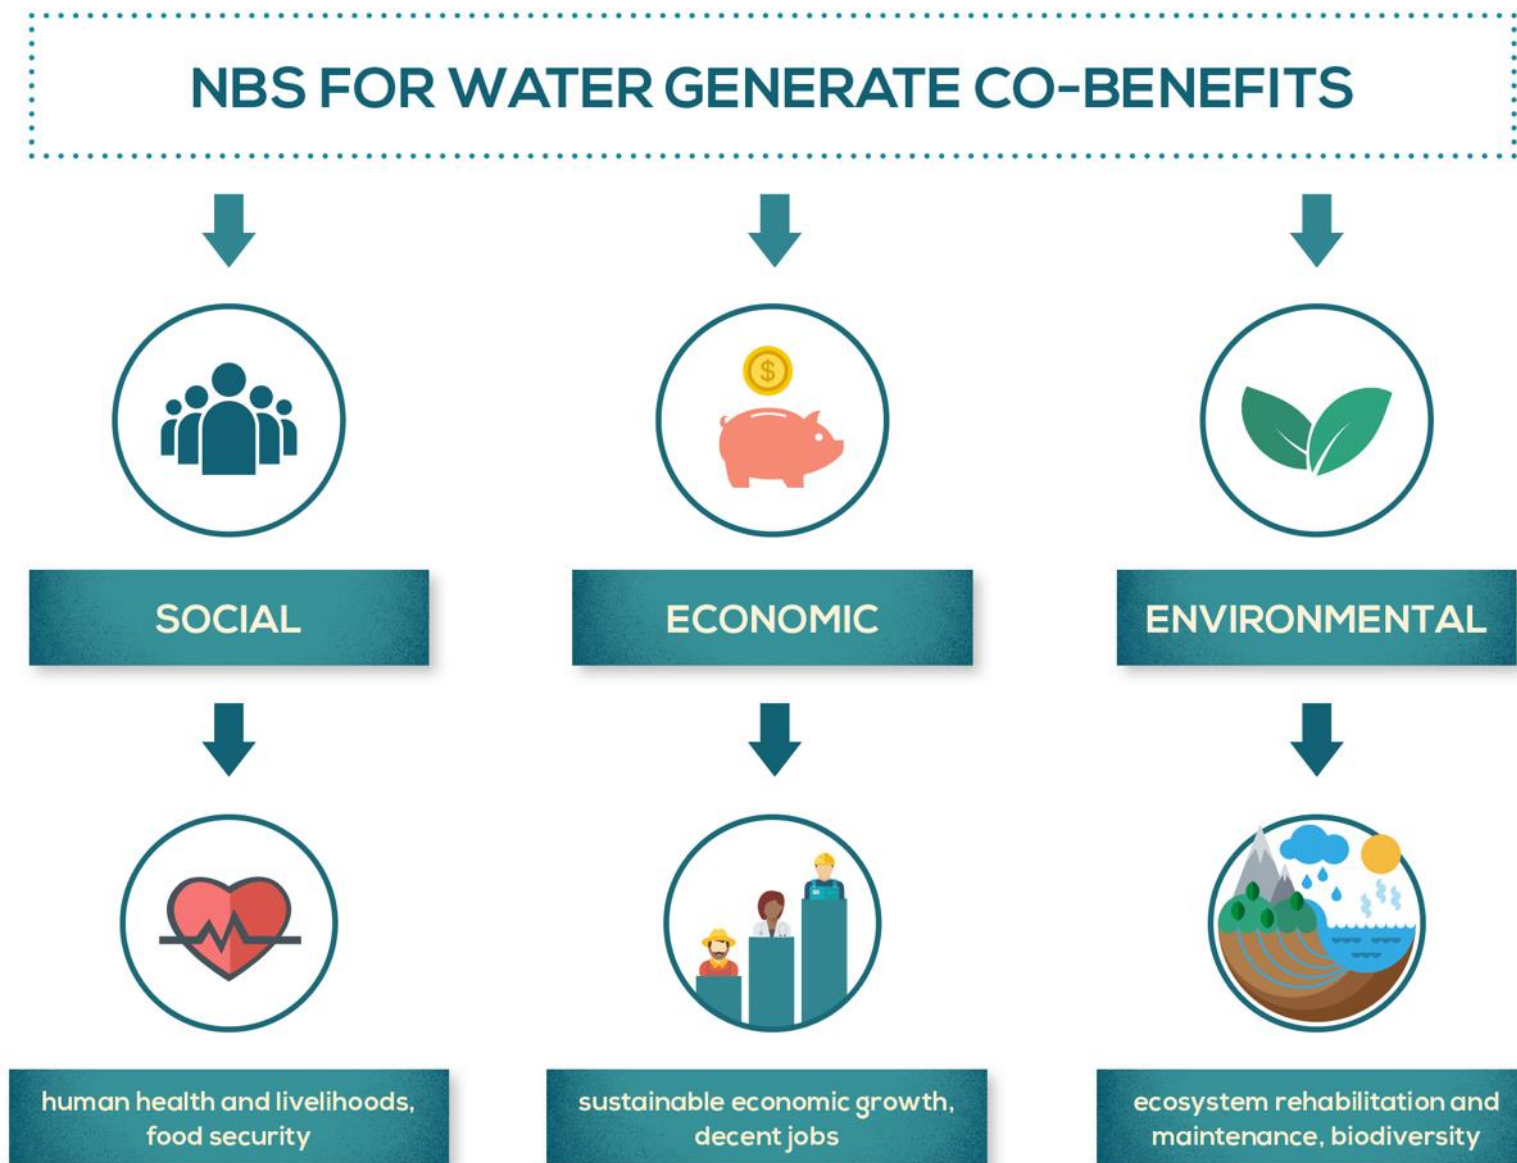 NBS FOR WATER GENERATE CO-BENEFITS
$
SOCIAL
ECONOMIC
ENVIRONMENTAL
human health and livelihoods,
food security
sustainable economic growth,
decent jobs
ecosystem rehabilitation and
maintenance, biodiversity